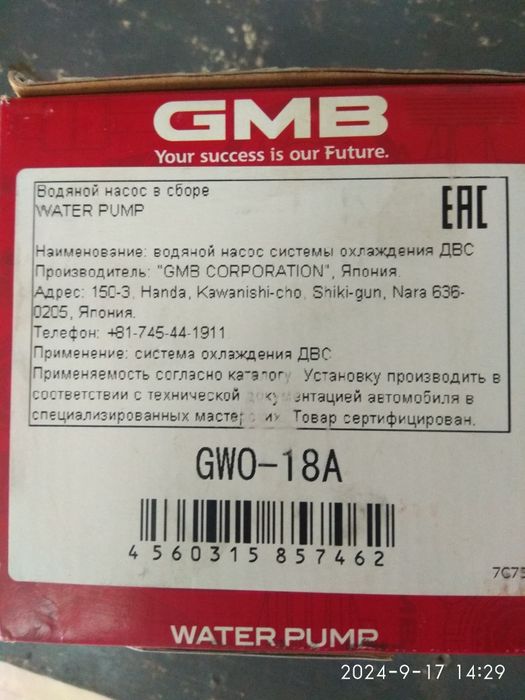 GMB
Your success is our Future.
Водяной насос в сборе
WATER PUMP
EAC
Наименование: водяной насос системы охлаждения ДВС
Производитель: "GMB CORPORATION", Япония.
Адрес: 150-3, Handa, Kawanishi-cho, Shiki-gun, Nara 636-
0205, Япония.
Телефон: +81-745-44-1911
Применение: система охлаждения ДВС
Применяемость согласно каталогу. Установку производить в
соответствии с технической документацией автомобиля в
специализированных мастерских. Товар сертифицирован.
GWO-18A
4 560315 857462
7C75
WATER PUMP
2024-9-17 14:29